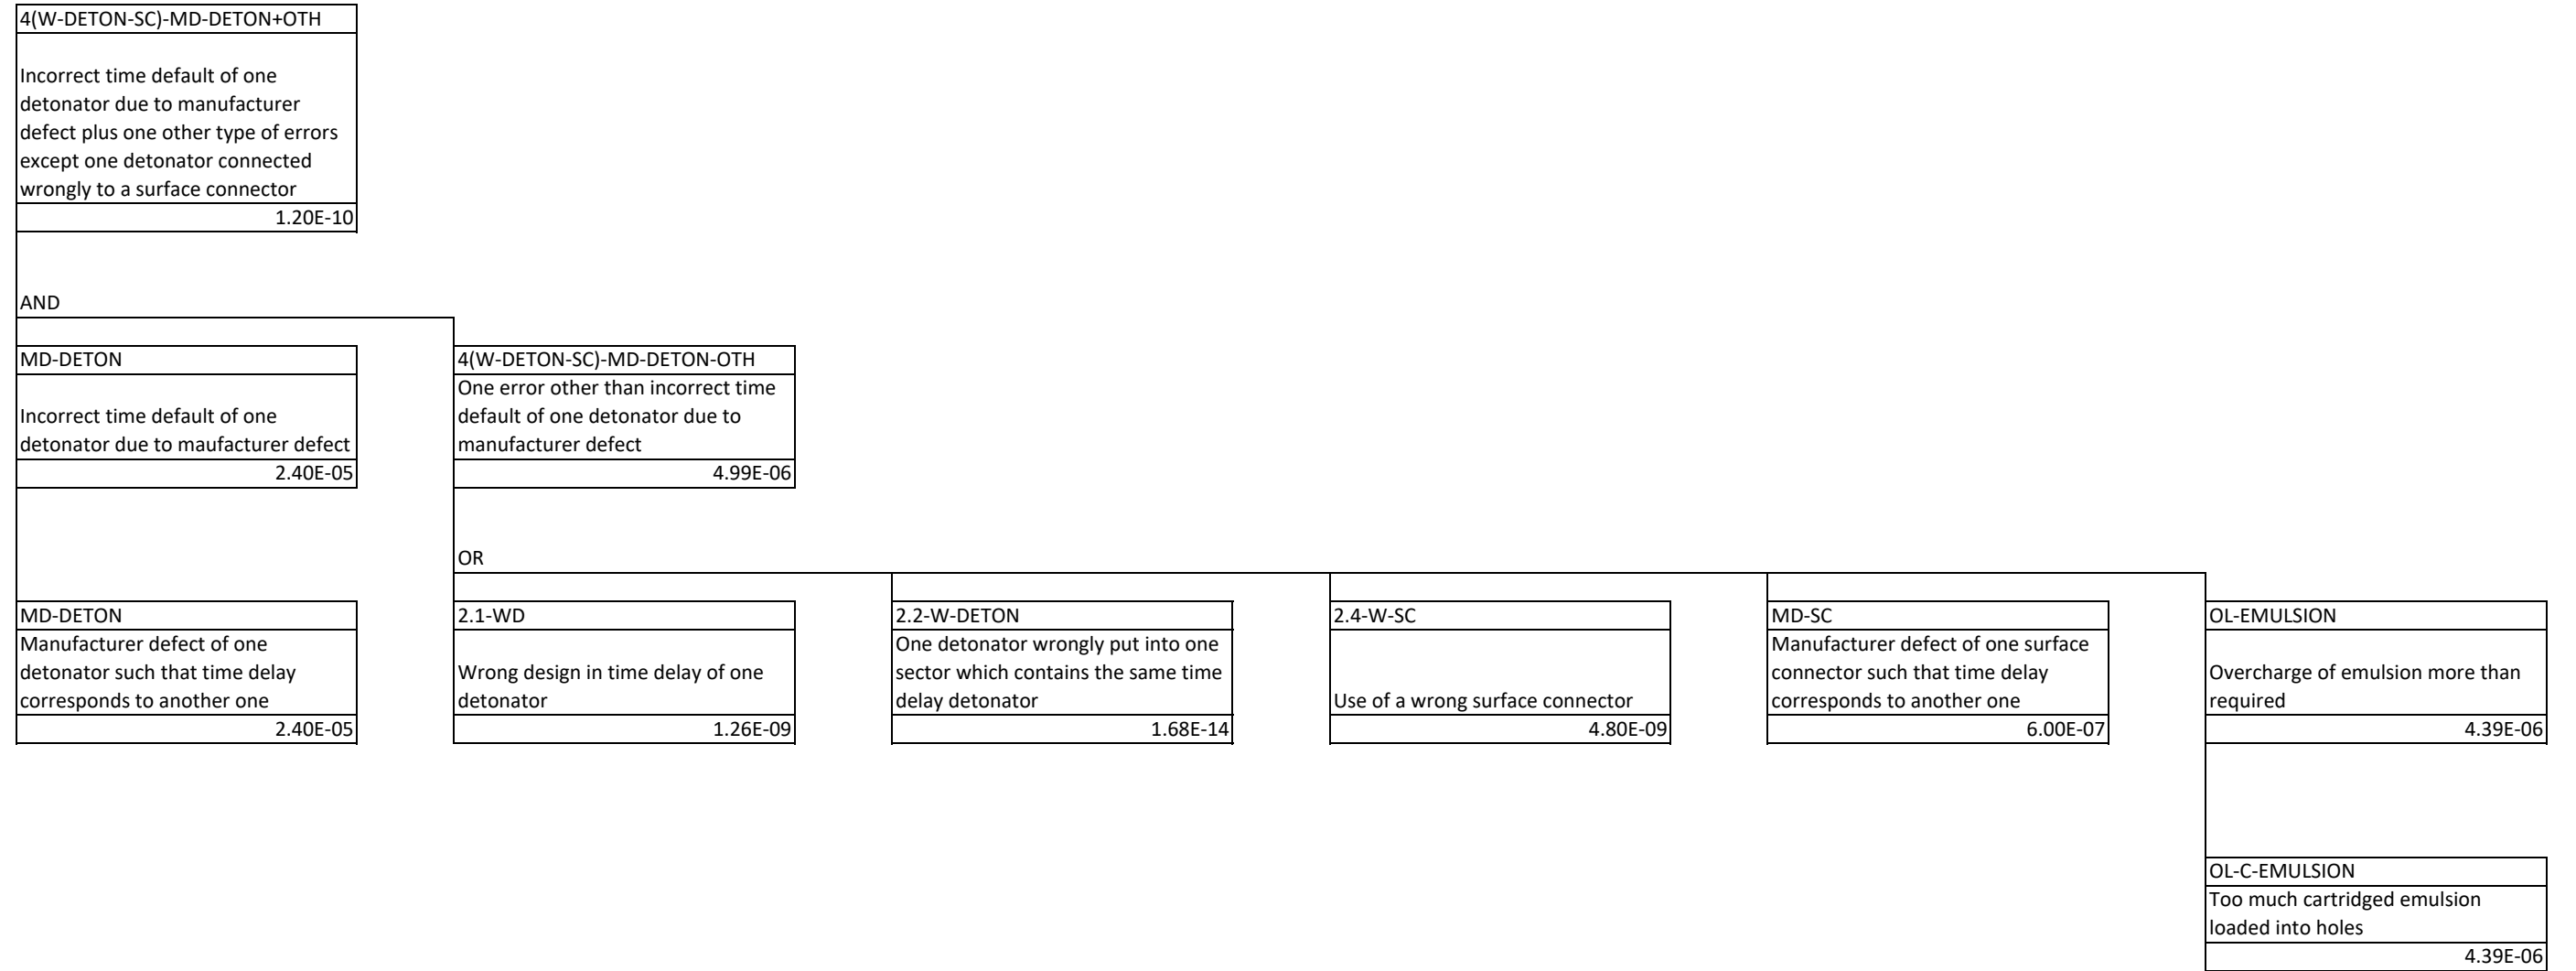 4(W-DETON-SC)-MD-DETON+OTH
Incorrect time default of one
detonator due to manufacturer
defect plus one other type of errors
except one detonator connected
wrongly to a surface connector
1.20E-10
AND
MD-DETON
Incorrect time default of one
detonator due to maufacturer defect
2.40E-05
4(W-DETON-SC)-MD-DETON-OTH
One error other than incorrect time
default of one detonator due to
manufacturer defect
4.99E-06
OR
MD-DETON
Manufacturer defect of one
detonator such that time delay
corresponds to another one
2.40E-05
2.1-WD
Wrong design in time delay of one
detonator
1.26E-09
2.2-W-DETON
One detonator wrongly put into one
sector which contains the same time
delay detonator
1.68E-14
2.4-W-SC
Use of a wrong surface connector
4.80E-09
MD-SC
Manufacturer defect of one surface
connector such that time delay
corresponds to another one
6.00E-07
OL-EMULSION
Overcharge of emulsion more than
required
4.39E-06
OL-C-EMULSION
Too much cartridged emulsion
loaded into holes
4.39E-06